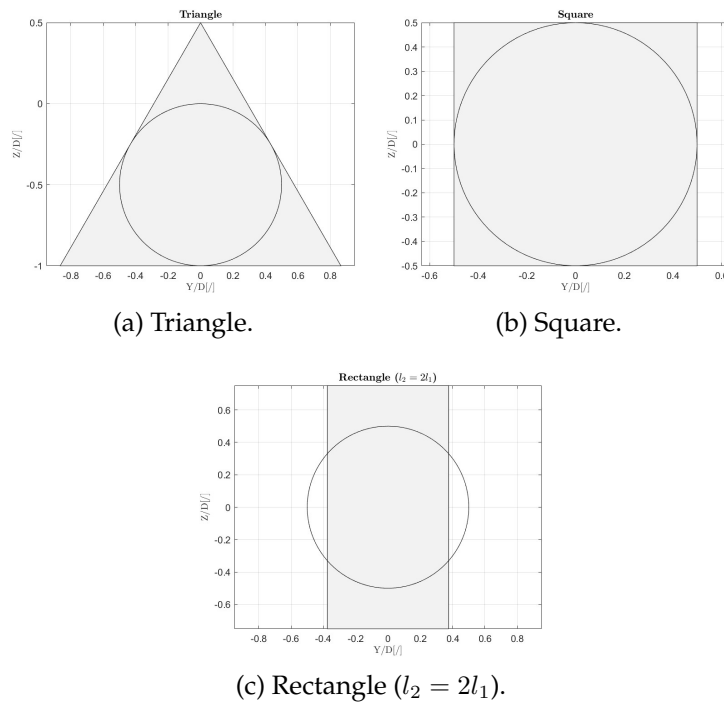 Triangle
0.5
0
-0.5
-1
Z/D[/]
-0.8 -0.6 -0.4 -0.2 0 0.2 0.4 0.6 0.8
Y/D[/]
(a) Triangle.
Square
0.5
0.4
0.3
0.2
0.1
0
-0.1
-0.2
-0.3
-0.4
-0.5
Z/D[/]
-0.6 -0.4 -0.2 0 0.2 0.4 0.6
Y/D[/]
(b) Square.
Rectangle (l₂ = 2l₁)
0.6
0.4
0.2
0
-0.2
-0.4
-0.6
Z/D[/]
-0.8 -0.6 -0.4 -0.2 0 0.2 0.4 0.6 0.8
Y/D[/]
(c) Rectangle (l₂ = 2l₁).